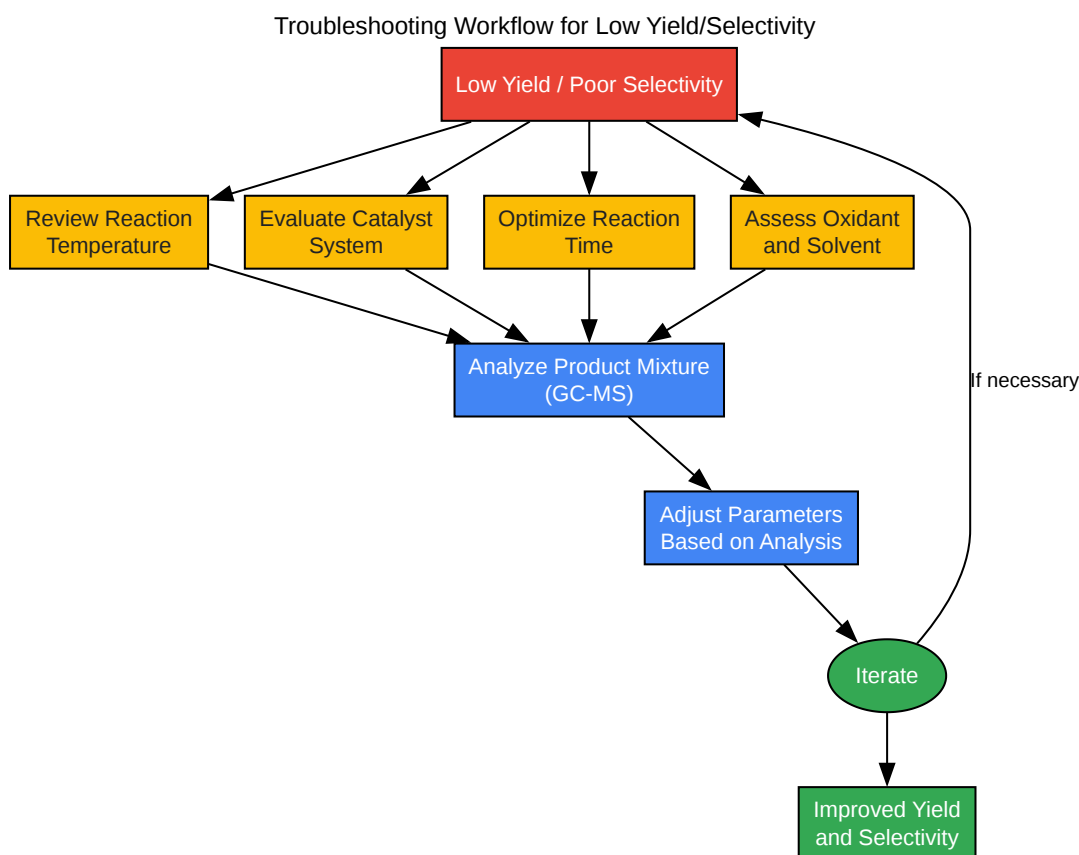 Troubleshooting Workflow for Low Yield/Selectivity
Low Yield / Poor Selectivity
Review Reaction
Temperature
Evaluate Catalyst
System
Optimize Reaction
Time
Assess Oxidant
and Solvent
Analyze Product Mixture
(GC-MS)
If necessary
Adjust Parameters
Based on Analysis
Iterate
Improved Yield
and Selectivity